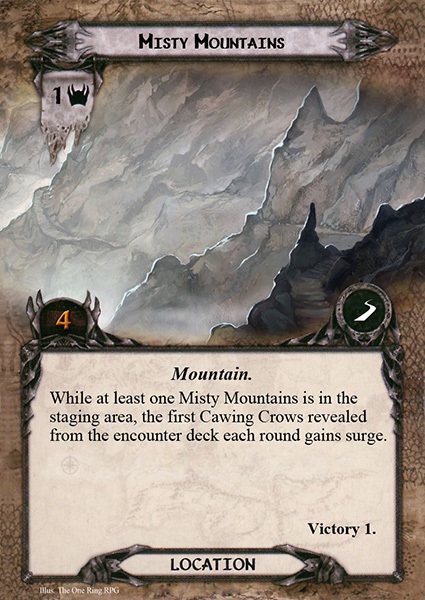 Misty Mountains
1
4
Mountain.
While at least one Misty Mountains is in the
staging area, the first Cawing Crows revealed
from the encounter deck each round gains surge.
Victory 1.
LOCATION
Illus. The One Ring RPG